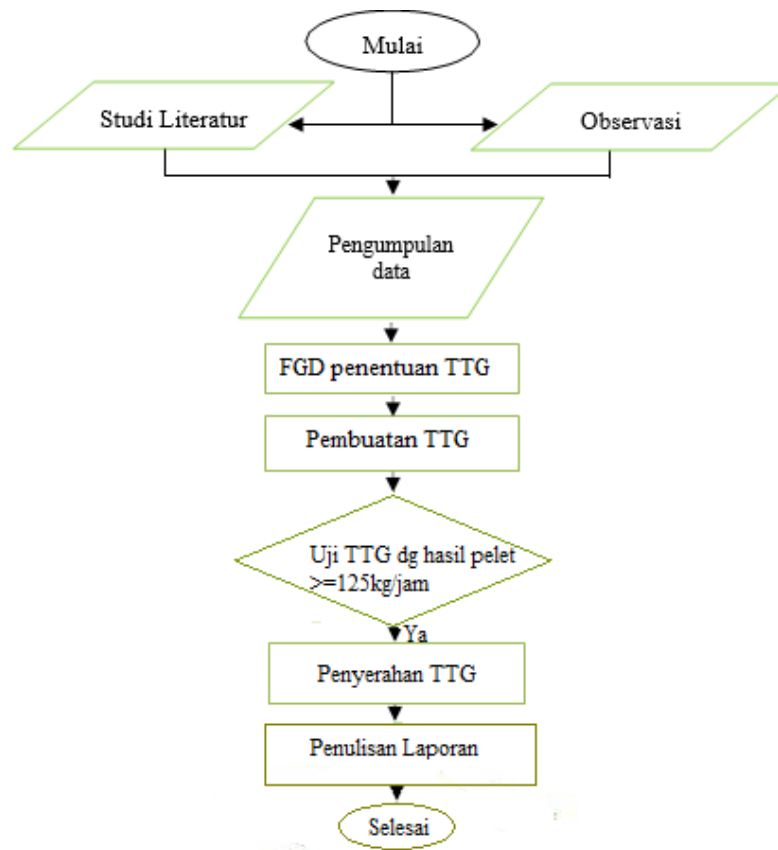 Mulai
Studi Literatur
Observasi
Pengumpulan
data
FGD penentuan TTG
Pembuatan TTG
Uji TTG dg hasil pelet
>=125kg/jam
Ya
Penyerahan TTG
Penulisan Laporan
Selesai